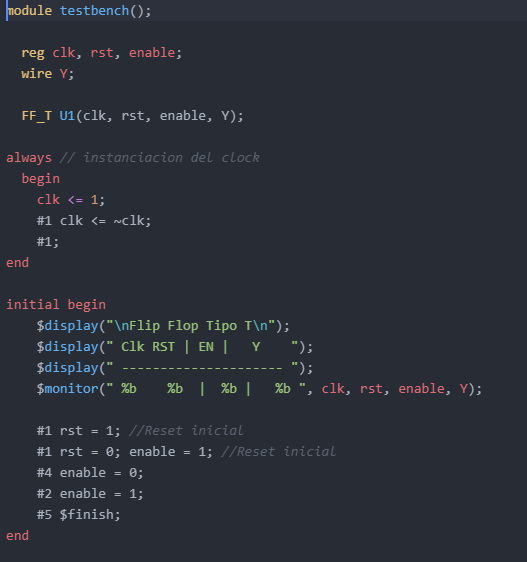 module testbench();
reg clk, rst, enable;
wire Y;
FF_T U1(clk, rst, enable, Y);
always // instanciacion del clock
begin
clk <= 1;
#1 clk <= ~clk;
#1;
end
initial begin
$display("\nFlip Flop Tipo T\n");
$display(" Clk RST | EN |   Y    ");
$display(" --------------------- ");
$monitor(" %b    %b  |  %b |   %b ", clk, rst, enable, Y);
#1 rst = 1; //Reset inicial
#1 rst = 0; enable = 1; //Reset inicial
#4 enable = 0;
#2 enable = 1;
#5 $finish;
end